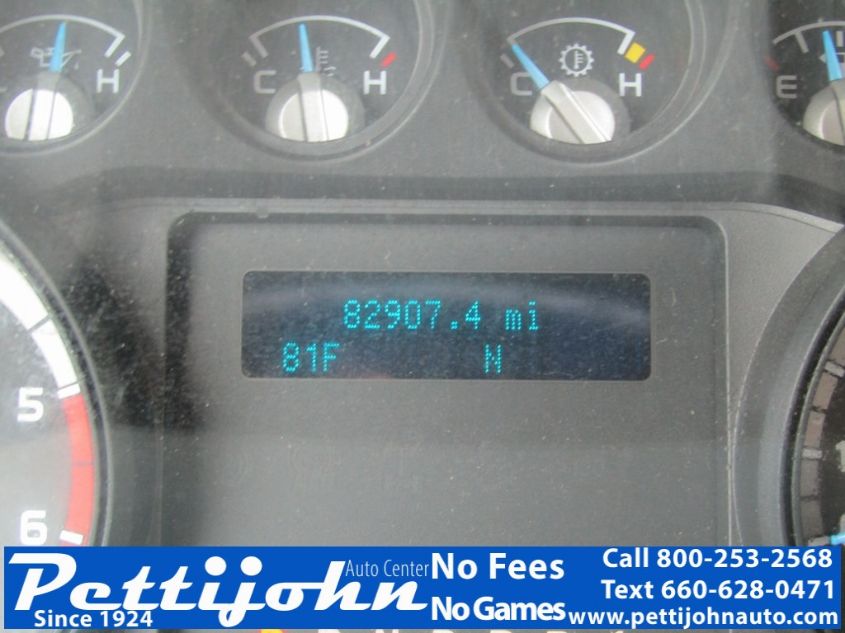 C H
C H
E
82907.4 mi
81F N
5
6
Pettijohn Auto Center
Since 1924
No Fees
No Games
Call 800-253-2568
Text 660-628-0471
www.pettijohnauto.com